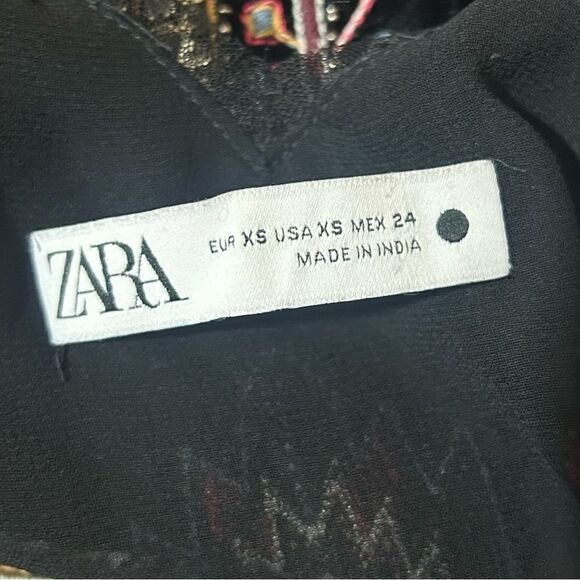 ZARA
EUR XS USA XS MEX 24
MADE IN INDIA